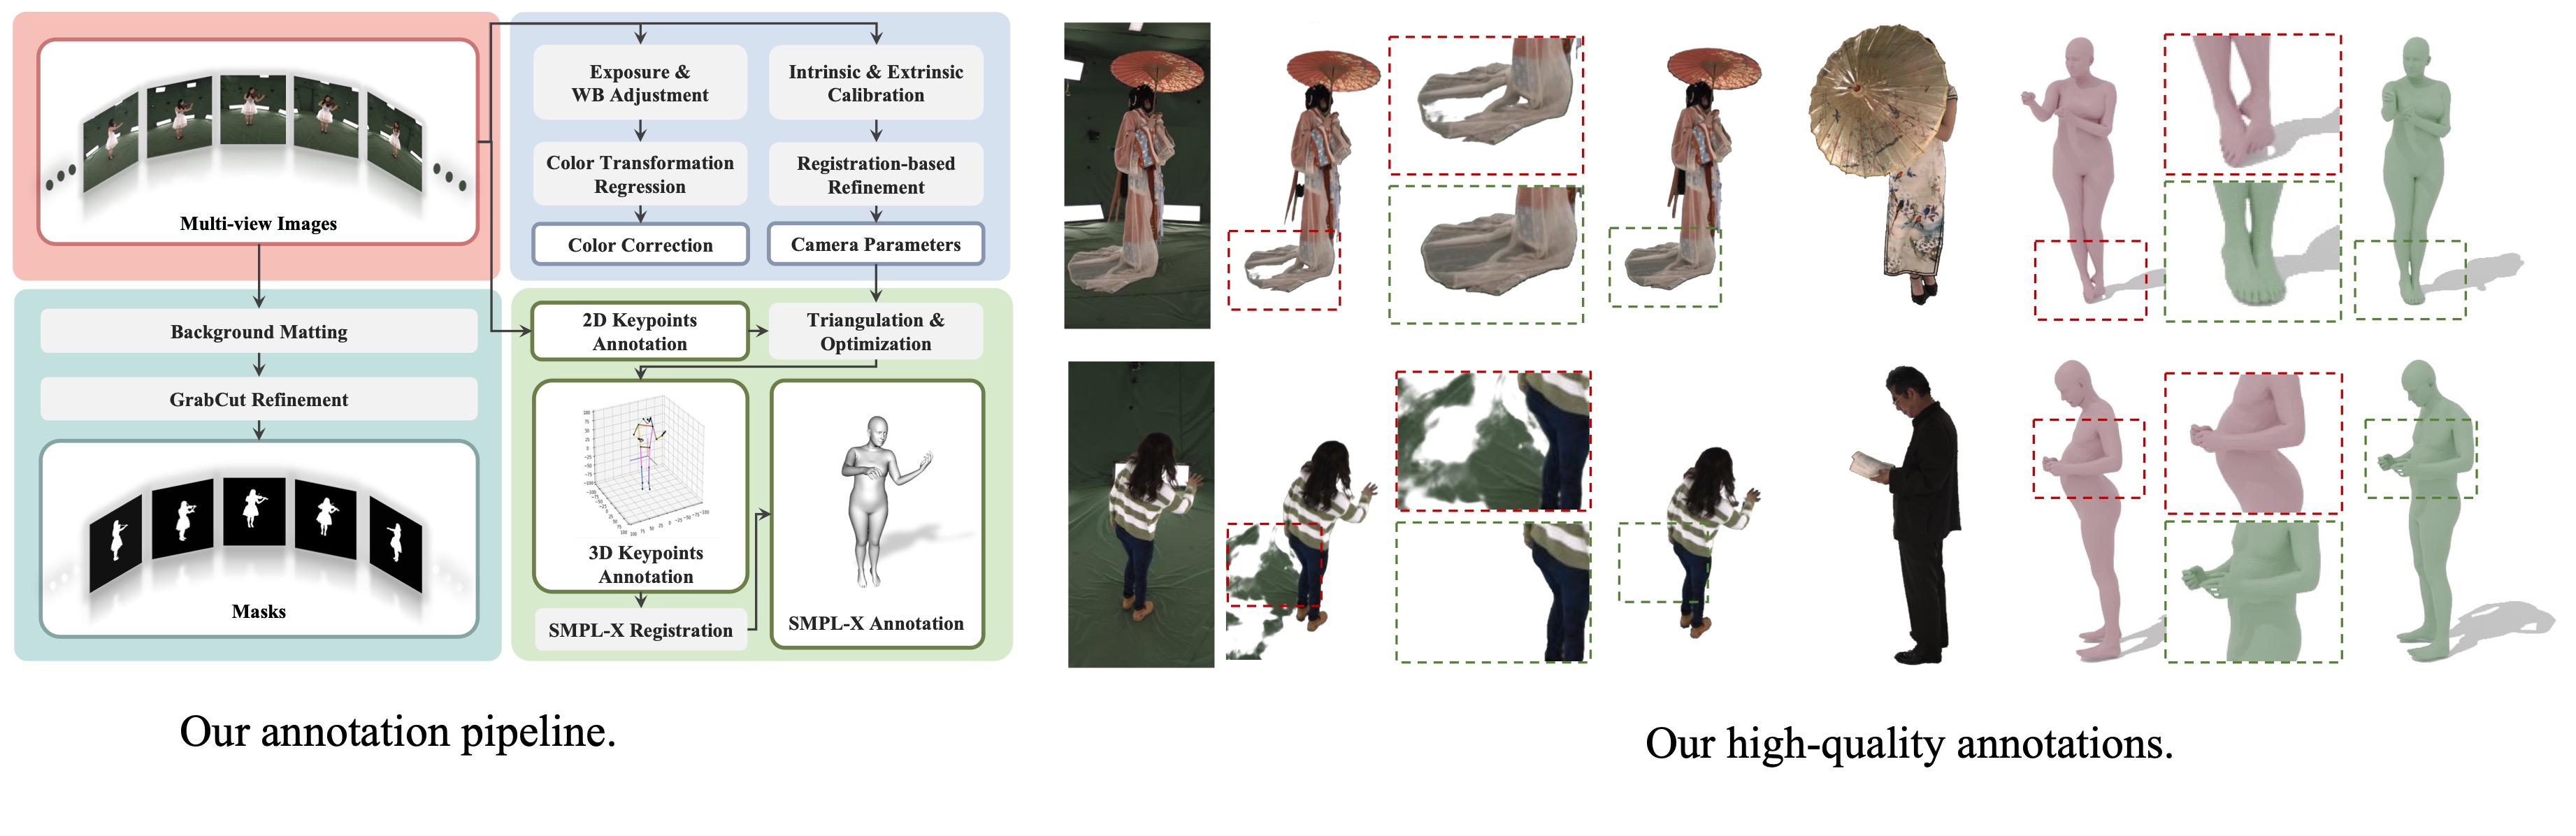 Multi-view Images
Exposure &
WB Adjustment
Intrinsic & Extrinsic
Calibration
Color Transformation
Regression
Registration-based
Refinement
Color Correction
Camera Parameters
Background Matting
GrabCut Refinement
Masks
2D Keypoints
Annotation
Triangulation &
Optimization
3D Keypoints
Annotation
SMPL-X Registration
SMPL-X Annotation
Our annotation pipeline.
Our high-quality annotations.